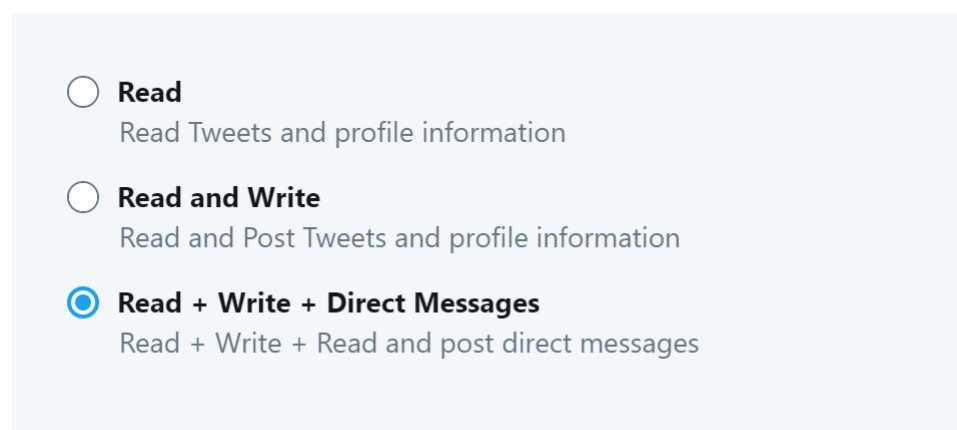 Read
Read Tweets and profile information
Read and Write
Read and Post Tweets and profile information
Read + Write + Direct Messages
Read + Write + Read and post direct messages